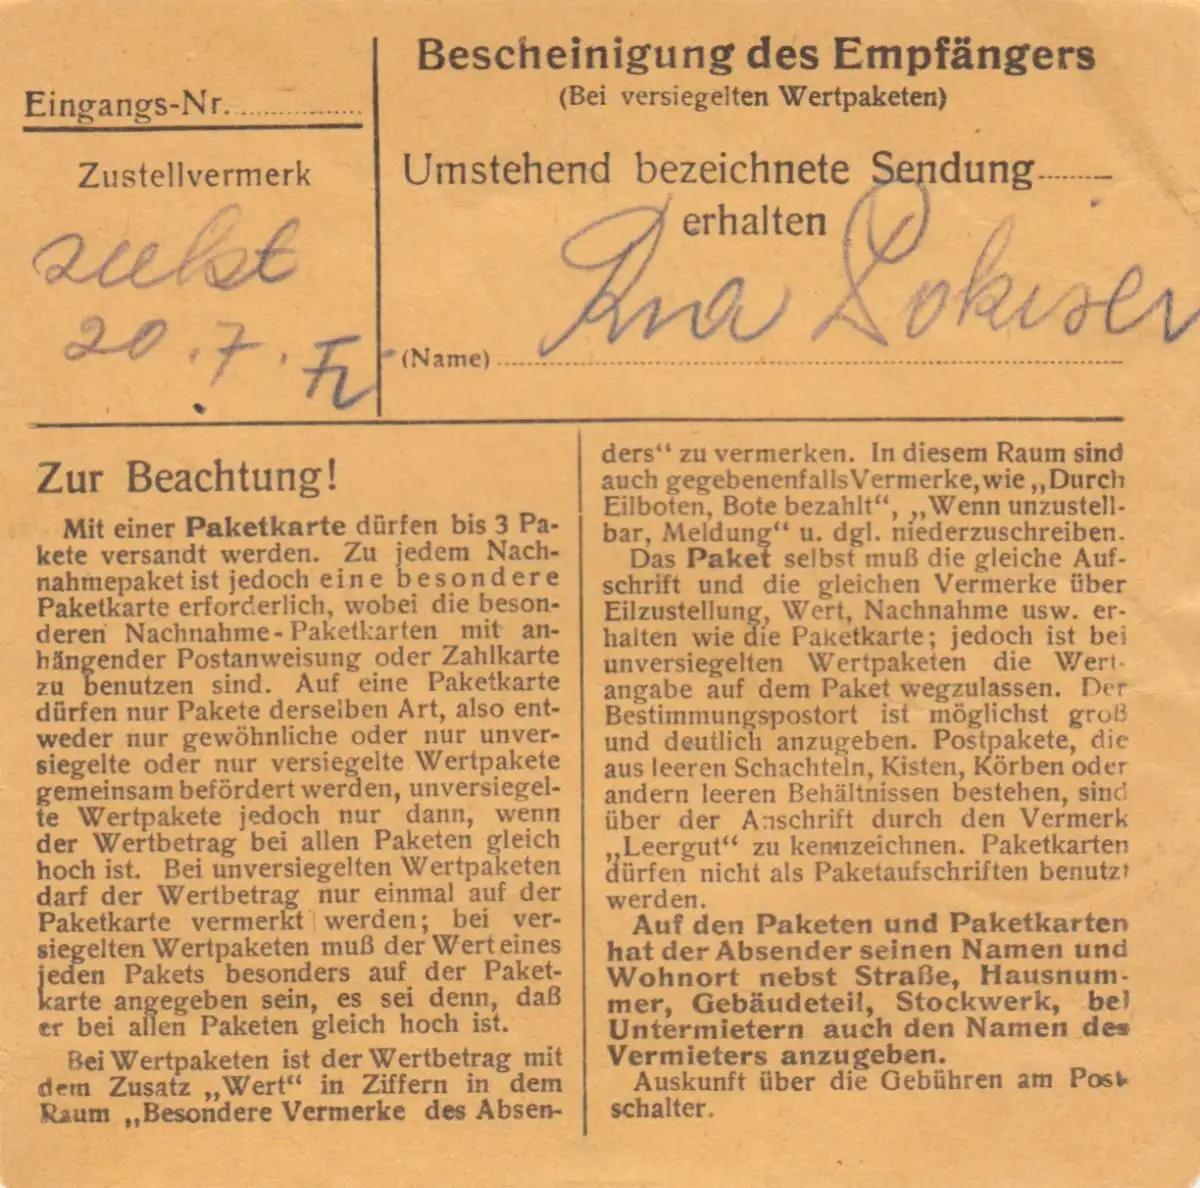 Eingangs-Nr.
Zustellvermerk
20.7.
Bescheinigung des Empfängers
(Bei versiegelten Wertpaketen)
Umstehend bezeichnete Sendung
erhalten
(Name)
Zur Beachtung!
Mit einer Paketkarte dürfen bis 3 Pa-
kete versandt werden. Zu jedem Nach-
nahmepaket ist jedoch eine besondere
Paketkarte erforderlich, wobei die beson-
deren Nachnahme-Paketkarten mit an-
hängender Postanweisung oder Zahlkarte
zu benutzen sind. Auf eine Paketkarte
dürfen nur Pakete derselben Art, also ent-
weder nur gewöhnliche oder nur unver-
siegelte oder nur versiegelte Wertpakete
gemeinsam befördert werden, unversiegel-
te Wertpakete jedoch nur dann, wenn
der Wertbetrag bei allen Paketen gleich
hoch ist. Bei unversiegelten Wertpaketen
darf der Wertbetrag nur einmal auf der
Paketkarte vermerkt werden; bei ver-
siegelten Wertpaketen muß der Wert eines
jeden Pakets besonders auf der Paket-
karte angegeben sein, es sei denn, daß
er bei allen Paketen gleich hoch ist.
Bei Wertpaketen ist der Wertbetrag mit
dem Zusatz „Wert“ in Ziffern in dem
Raum „Besondere Vermerke des Absen-
ders“ zu vermerken. In diesem Raum sind
auch gegebenenfalls Vermerke, wie „Durch
Eilboten, Bote bezahlt“, „Wenn unzustell-
bar, Meldung“ u. dgl. niederzuschreiben.
Das Paket selbst muß die gleiche Auf-
schrift und die gleichen Vermerke über
Eilzustellung, Wert, Nachnahme usw. er-
halten wie die Paketkarte; jedoch ist bei
unversiegelten Wertpaketen die Wert-
angabe auf dem Paket wegzulassen. Der
Bestimmungspostort ist möglichst groß
und deutlich anzugeben. Postpakete, die
aus leeren Schachteln, Kisten, Körben oder
andern leeren Behältnissen bestehen, sind
über der Anschrift durch den Vermerk
„Leergut“ zu kennzeichnen. Paketkarten
dürfen nicht als Paketaufschriften benutzt
werden.
Auf den Paketen und Paketkarten
hat der Absender seinen Namen und
Wohnort nebst Straße, Hausnum-
mer, Gebäudeteil, Stockwerk, bei
Untermietern auch den Namen des
Vermieters anzugeben.
Auskunft über die Gebühren am Post-
schalter.